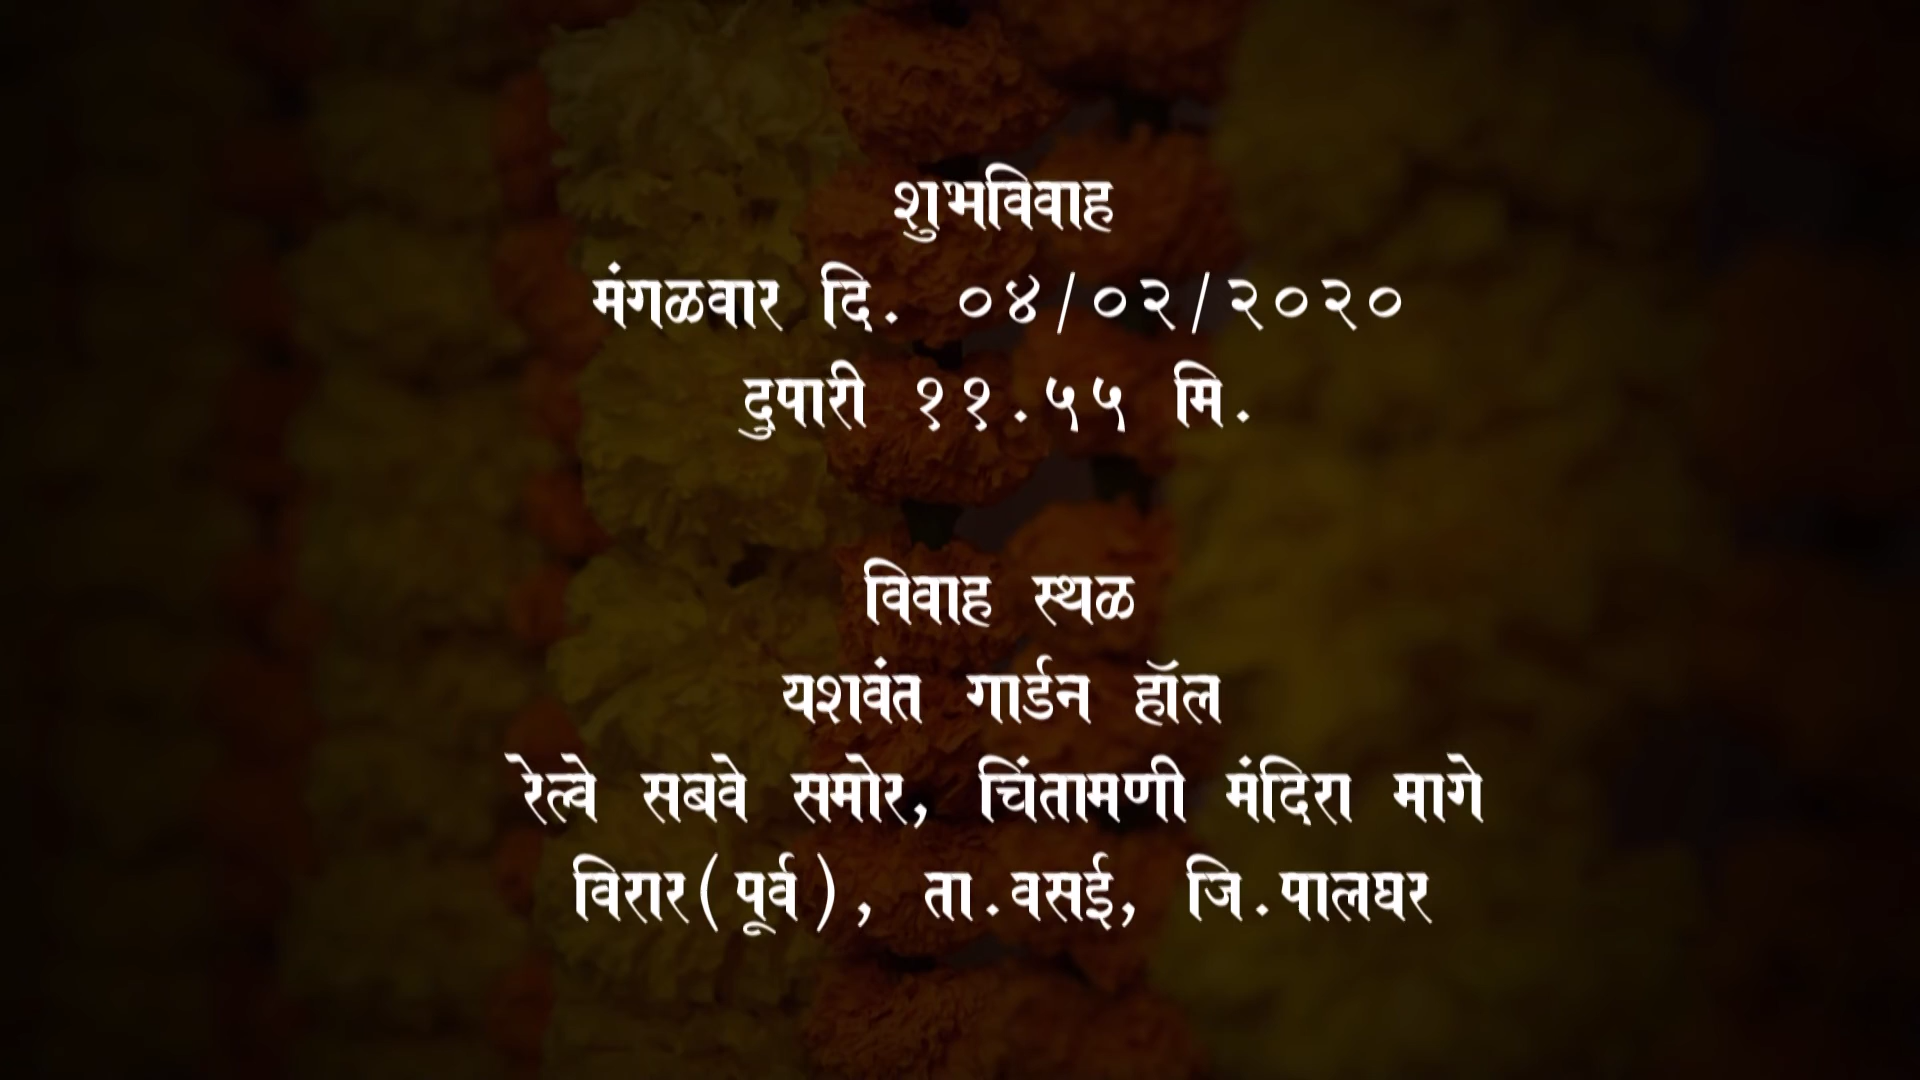 शुभविवाह
मंगळवार दि. ०४/०२/२०२०
दुपारी ११.५५ मि.
विवाह स्थळ
यशवंत गार्डन हॉल
रेल्वे सबवे समोर, चिंतामणी मंदिरा मागे
विरार(पूर्व), ता.वसई, जि.पालघर